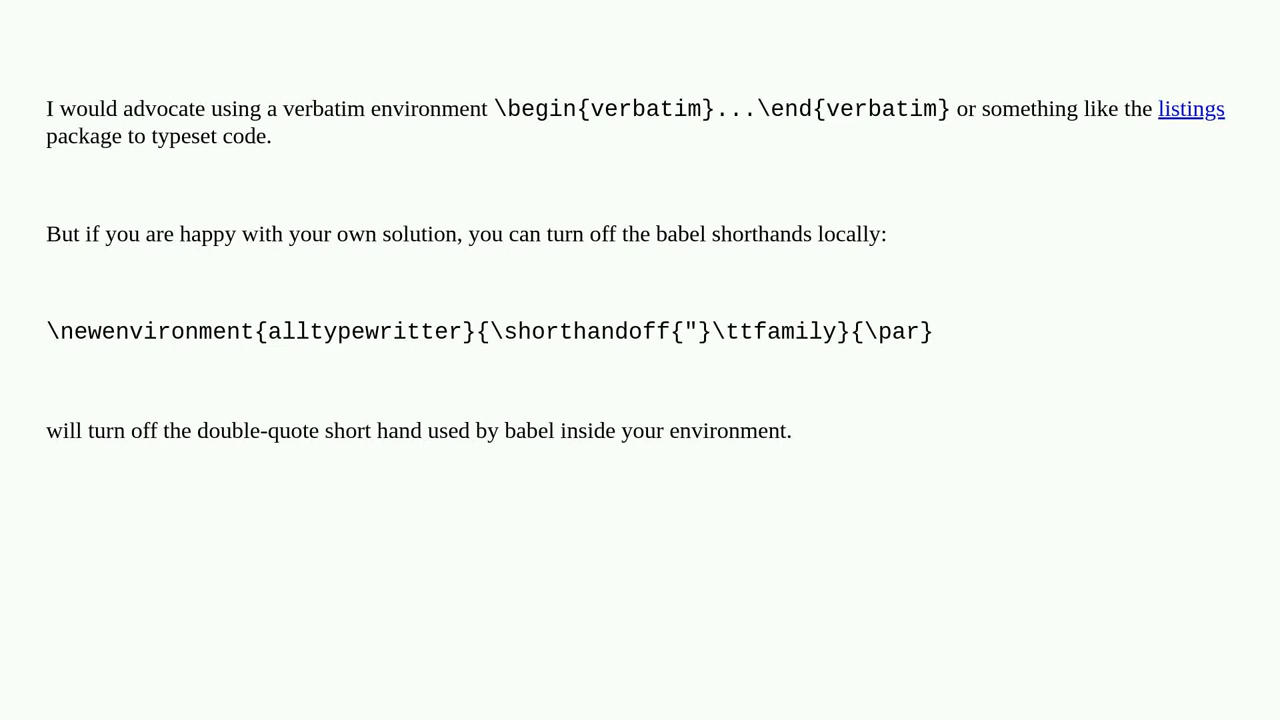 I would advocate using a verbatim environment \begin{verbatim}...\end{verbatim} or something like the listings
package to typeset code.
But if you are happy with your own solution, you can turn off the babel shorthands locally:
\newenvironment{alltypewritter}{\shorthandoff{"}\ttfamily}{\par}
will turn off the double-quote short hand used by babel inside your environment.